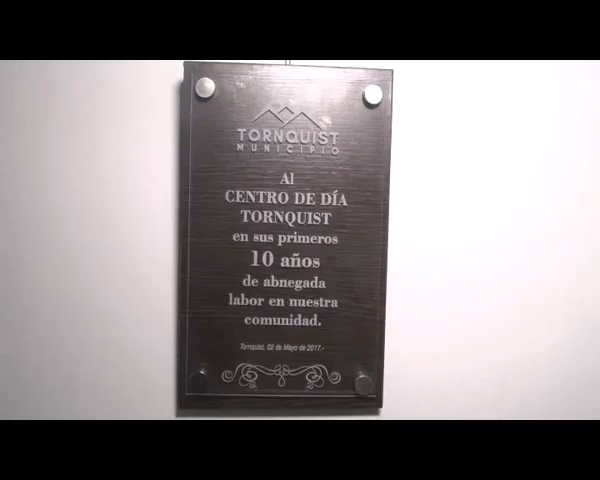 TORNQUIST
MUNICIPIO
Al
CENTRO DE DÍA
TORNQUIST
en sus primeros
10 años
de abnegada
labor en nuestra
comunidad.
Tornquist, 02 de Mayo de 2017.-